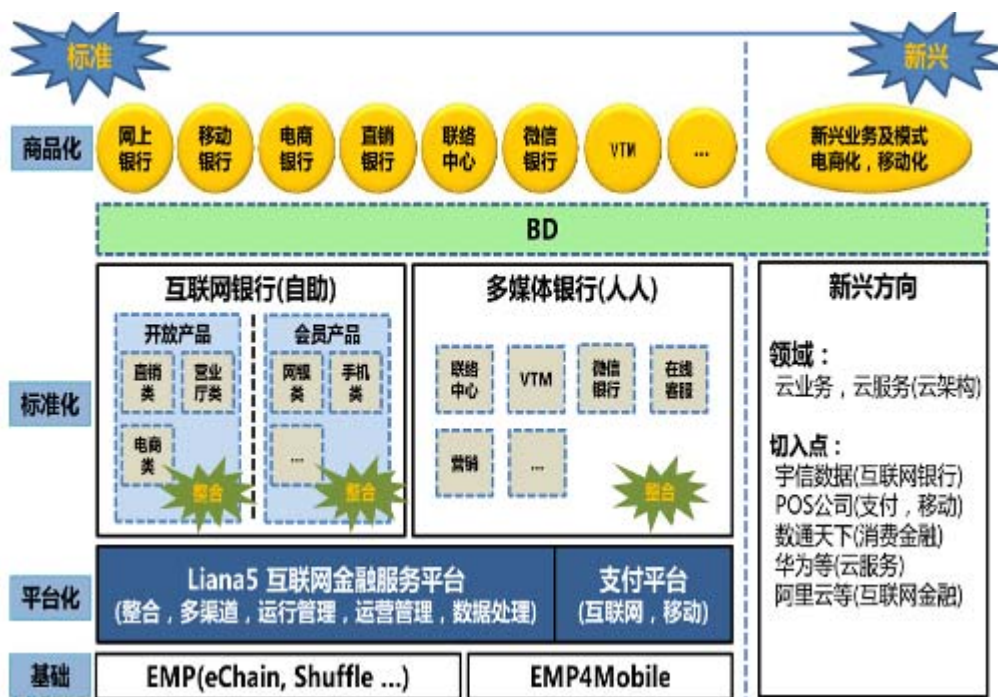 标准
新兴
商品化
网上
银行
移动
银行
电商
银行
直销
银行
联络
中心
微信
银行
VTM
...
新兴业务及模式
电商化，移动化
BD
标准化
互联网银行(自助)
开放产品
直销
类
营业
厅类
电商
类
整合
会员产品
网银
类
手机
类
...
整合
多媒体银行(人人)
联络
中心
VTM
微信
银行
在线
客服
营销
...
整合
新兴方向
领域：
云业务，云服务(云架构)
切入点：
宇信数据(互联网银行)
POS公司(支付，移动)
数通天下(消费金融)
华为等(云服务)
阿里云等(互联网金融)
平台化
Liana5 互联网金融服务平台
(整合，多渠道，运行管理，运营管理，数据处理)
支付平台
(互联网，移动)
基础
EMP(eChain, Shuffle ...)
EMP4Mobile